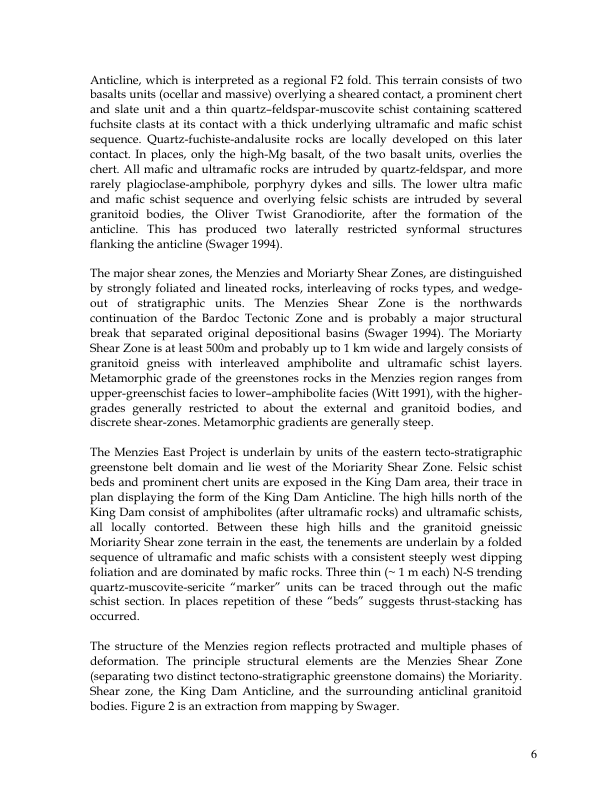 Anticline, which is interpreted as a regional F2 fold. This terrain consists of two
basalts units (ocellar and massive) overlying a sheared contact, a prominent chert
and slate unit and a thin quartz–feldspar-muscovite schist containing scattered
fuchsite clasts at its contact with a thick underlying ultramafic and mafic schist
sequence. Quartz-fuchiste-andalusite rocks are locally developed on this later
contact. In places, only the high-Mg basalt, of the two basalt units, overlies the
chert. All mafic and ultramafic rocks are intruded by quartz-feldspar, and more
rarely plagioclase-amphibole, porphyry dykes and sills. The lower ultra mafic
and mafic schist sequence and overlying felsic schists are intruded by several
granitoid bodies, the Oliver Twist Granodiorite, after the formation of the
anticline. This has produced two laterally restricted synformal structures
flanking the anticline (Swager 1994).
The major shear zones, the Menzies and Moriarty Shear Zones, are distinguished
by strongly foliated and lineated rocks, interleaving of rocks types, and wedge-
out of stratigraphic units. The Menzies Shear Zone is the northwards
continuation of the Bardoc Tectonic Zone and is probably a major structural
break that separated original depositional basins (Swager 1994). The Moriarty
Shear Zone is at least 500m and probably up to 1 km wide and largely consists of
granitoid gneiss with interleaved amphibolite and ultramafic schist layers.
Metamorphic grade of the greenstones rocks in the Menzies region ranges from
upper-greenschist facies to lower–amphibolite facies (Witt 1991), with the higher-
grades generally restricted to about the external and granitoid bodies, and
discrete shear-zones. Metamorphic gradients are generally steep.
The Menzies East Project is underlain by units of the eastern tecto-stratigraphic
greenstone belt domain and lie west of the Moriarity Shear Zone. Felsic schist
beds and prominent chert units are exposed in the King Dam area, their trace in
plan displaying the form of the King Dam Anticline. The high hills north of the
King Dam consist of amphibolites (after ultramafic rocks) and ultramafic schists,
all locally contorted. Between these high hills and the granitoid gneissic
Moriarity Shear zone terrain in the east, the tenements are underlain by a folded
sequence of ultramafic and mafic schists with a consistent steeply west dipping
foliation and are dominated by mafic rocks. Three thin (~ 1 m each) N-S trending
quartz-muscovite-sericite “marker” units can be traced through out the mafic
schist section. In places repetition of these “beds” suggests thrust-stacking has
occurred.
The structure of the Menzies region reflects protracted and multiple phases of
deformation. The principle structural elements are the Menzies Shear Zone
(separating two distinct tectono-stratigraphic greenstone domains) the Moriarity.
Shear zone, the King Dam Anticline, and the surrounding anticlinal granitoid
bodies. Figure 2 is an extraction from mapping by Swager.
6